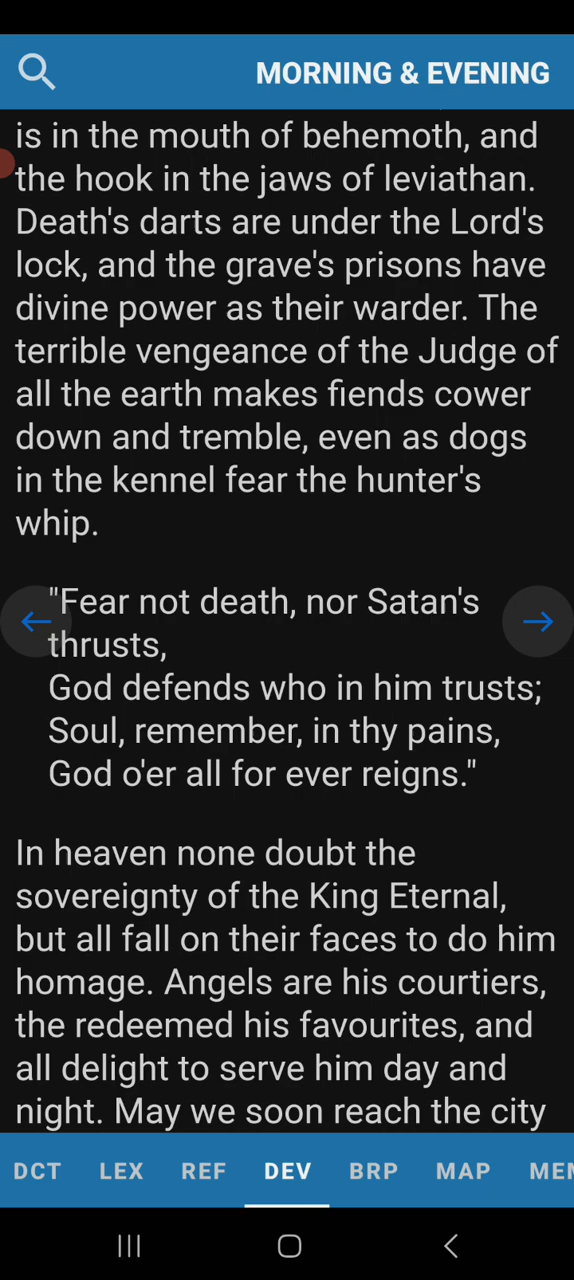 MORNING & EVENING
is in the mouth of behemoth, and
the hook in the jaws of leviathan.
Death's darts are under the Lord's
lock, and the grave's prisons have
divine power as their warder. The
terrible vengeance of the Judge of
all the earth makes fiends cower
down and tremble, even as dogs
in the kennel fear the hunter's
whip.
"Fear not death, nor Satan's
thrusts,
God defends who in him trusts;
Soul, remember, in thy pains,
God o'er all for ever reigns."
In heaven none doubt the
sovereignty of the King Eternal,
but all fall on their faces to do him
homage. Angels are his courtiers,
the redeemed his favourites, and
all delight to serve him day and
night. May we soon reach the city
DCT LEX REF DEV BRP MAP MEM